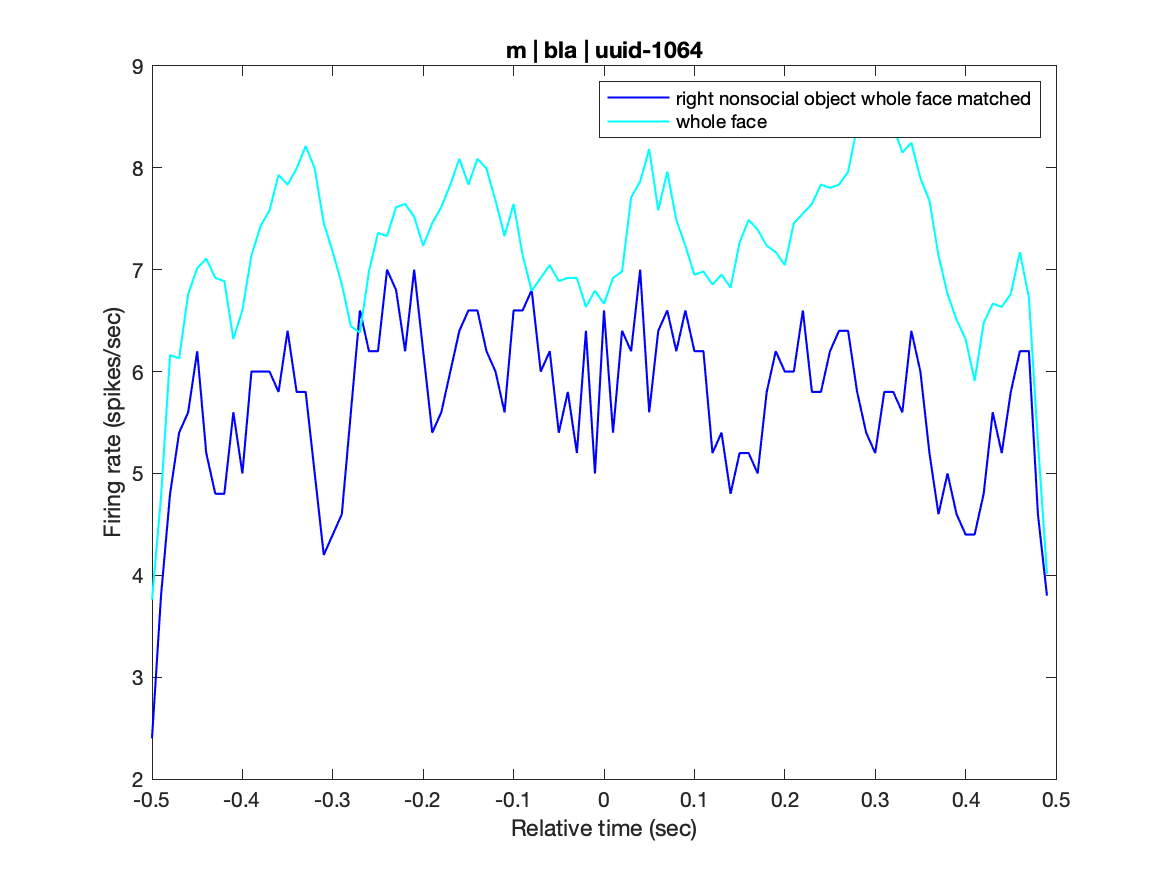 m | bla | uuid-1064
right nonsocial object whole face matched
whole face
Firing rate (spikes/sec)
9
8
7
6
5
4
3
2
-0.5 -0.4 -0.3 -0.2 -0.1 0 0.1 0.2 0.3 0.4 0.5
Relative time (sec)